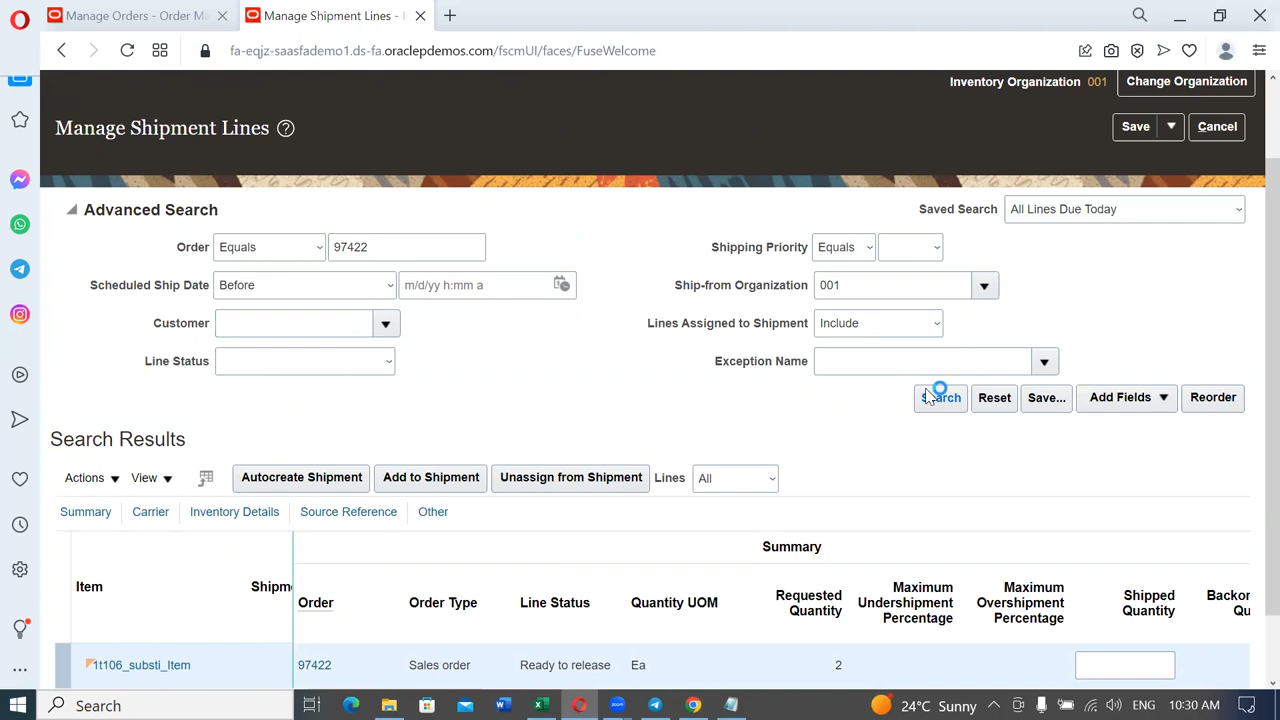 Manage Orders - Order Ma
Manage Shipment Lines -
fa-eqjz-saasfademo1.ds-fa.oraclepdemos.com/fscmUI/faces/FuseWelcome
Inventory Organization 001 Change Organization
Manage Shipment Lines ?
Save Cancel
Advanced Search
Saved Search All Lines Due Today
Order Equals 97422
Shipping Priority Equals
Scheduled Ship Date Before m/d/yy h:mm a
Ship-from Organization 001
Customer
Lines Assigned to Shipment Include
Line Status
Exception Name
Search Reset Save... Add Fields Reorder
Search Results
Actions View Autocreate Shipment Add to Shipment Unassign from Shipment Lines All
Summary Carrier Inventory Details Source Reference Other
Summary
Item Shipm Order Order Type Line Status Quantity UOM Requested Quantity Maximum Undershipment Percentage Maximum Overshipment Percentage Shipped Quantity Backor Qu
1t106_substi_Item 97422 Sales order Ready to release Ea 2
Search 24°C Sunny ENG 10:30 AM